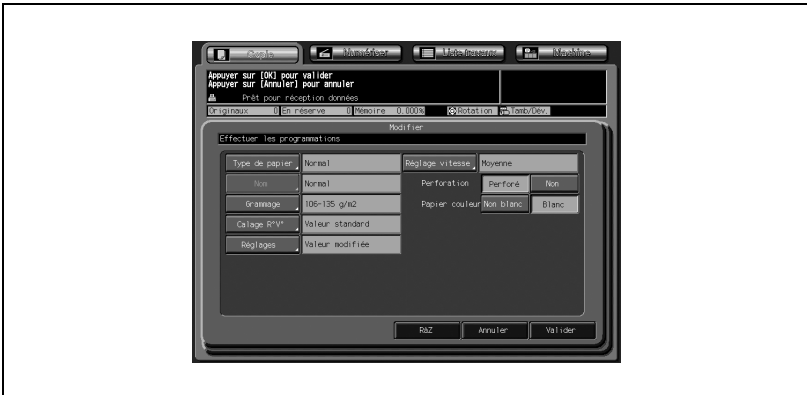 Copie Numériser Liste travaux Machine
Appuyer sur [OK] pour valider
Appuyer sur [Annuler] pour annuler
Prêt pour réception données
Originaux 0 En réserve 0 Mémoire 0.000% Rotation Tamb/Dév.
Modifier
Effectuer les programmations
Type de papier Normal Réglage vitesse Moyenne
Nom Normal Perforation Perforé Non
Grammage 106-135 g/m2 Papier couleur Non blanc Blanc
Calage R°V° Valeur standard
Réglages Valeur modifiée
RàZ Annuler Valider